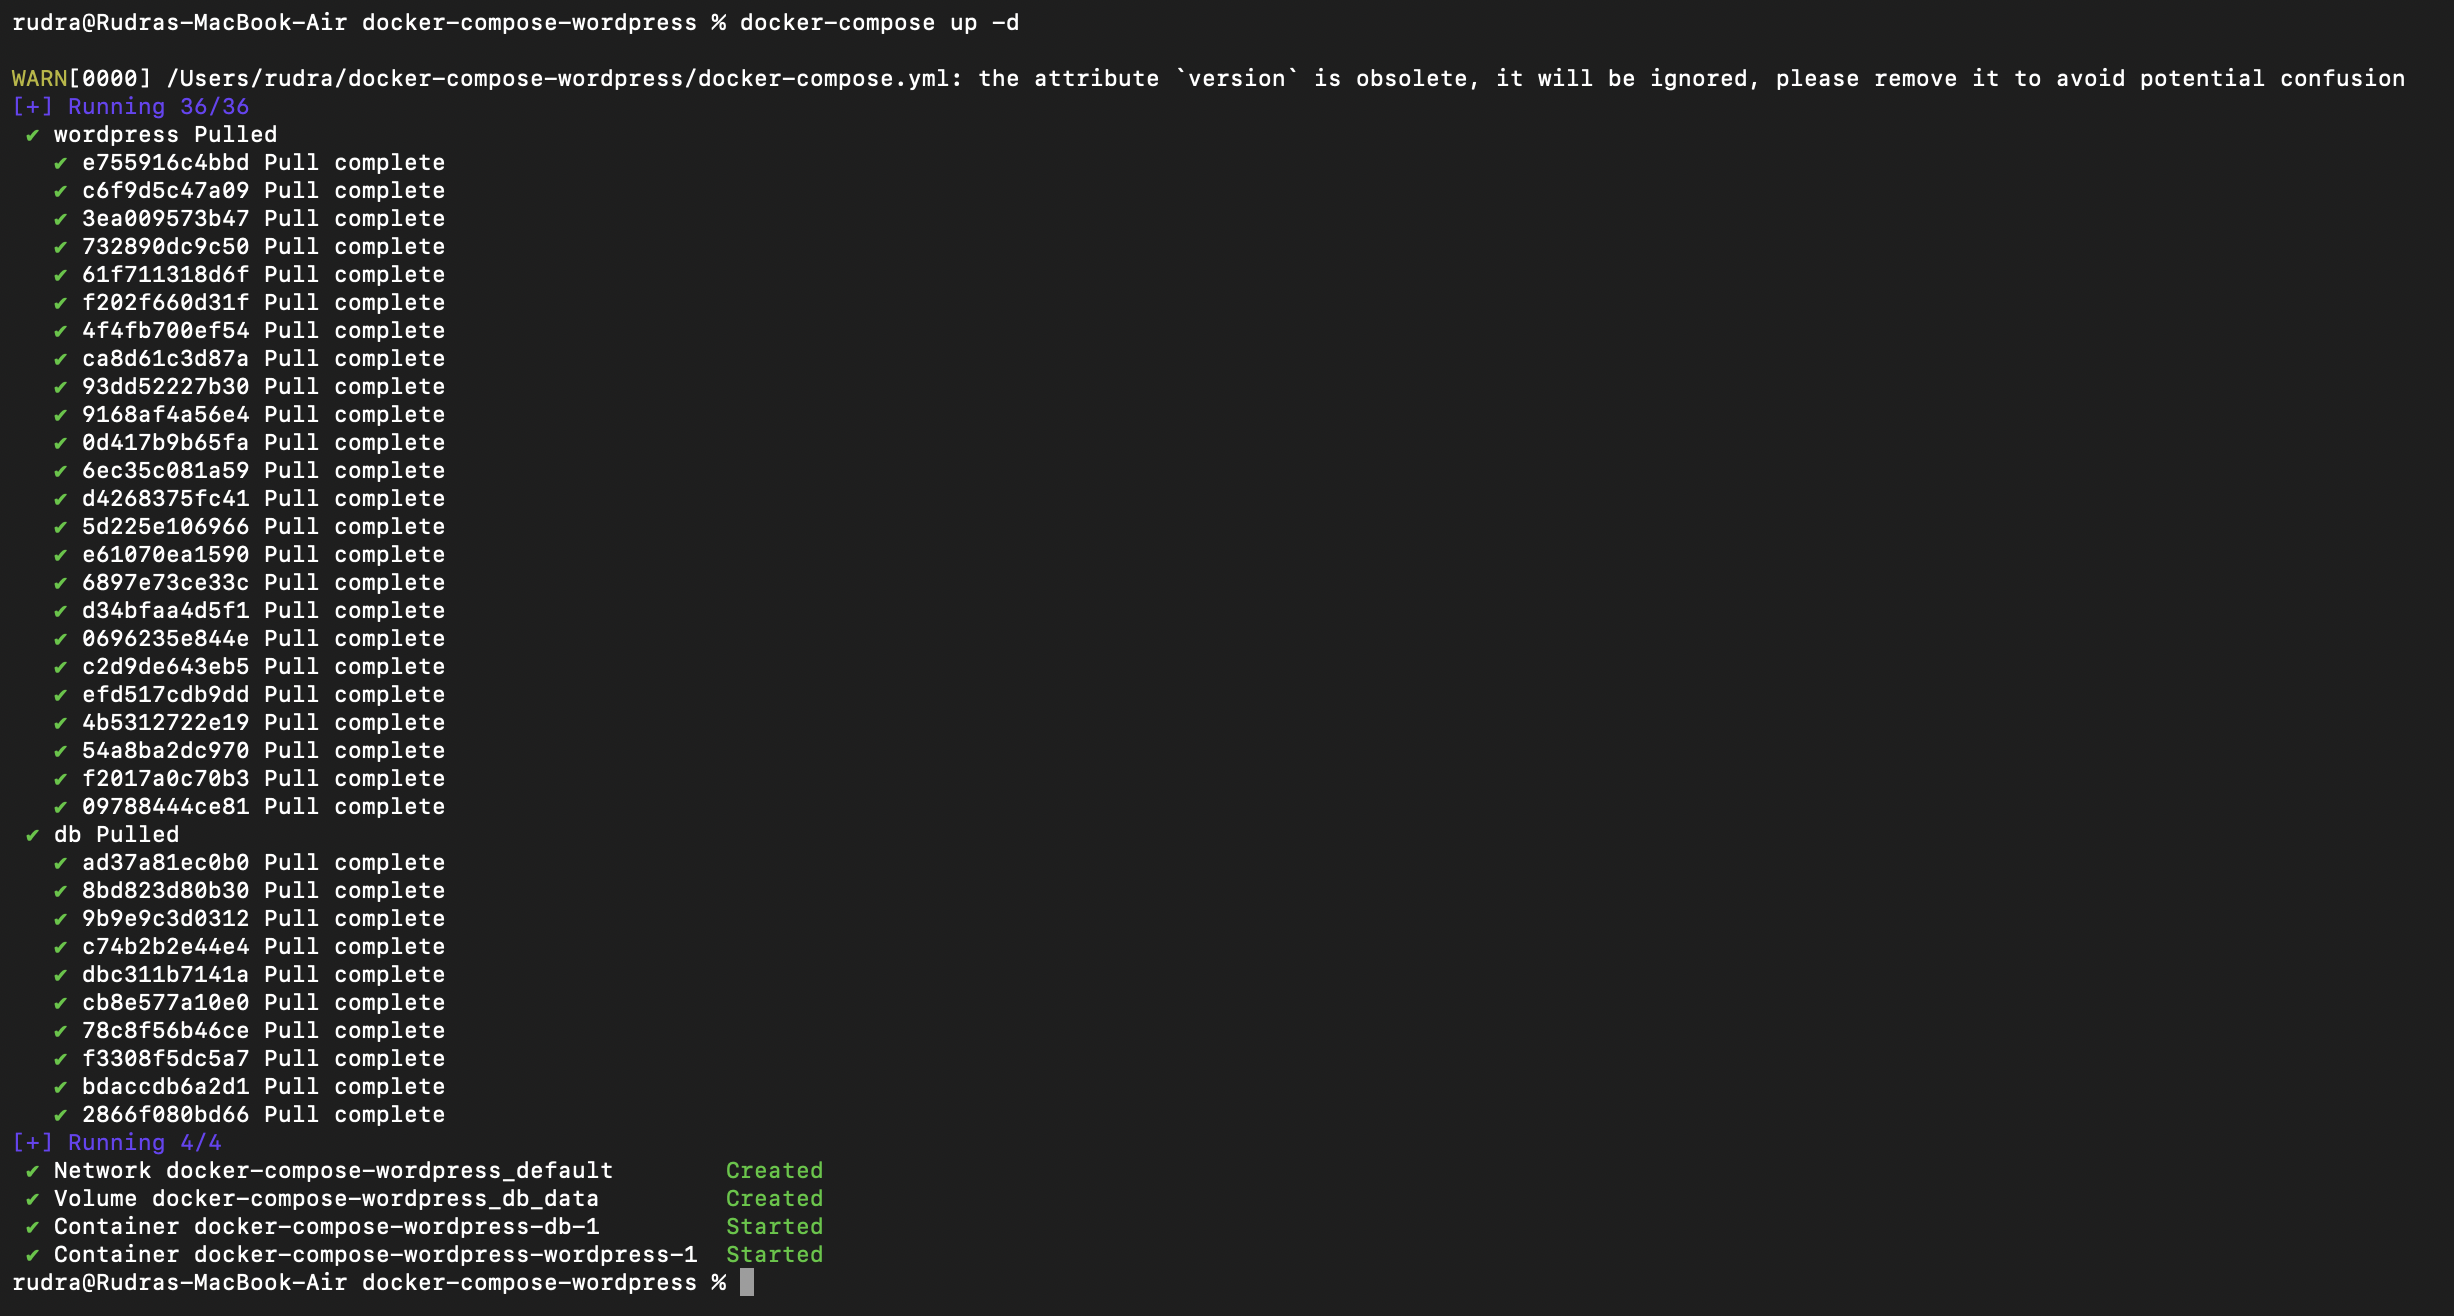 rudra@Rudras-MacBook-Air docker-compose-wordpress % docker-compose up -d
WARN[0000] /Users/rudra/docker-compose-wordpress/docker-compose.yml: the attribute `version` is obsolete, it will be ignored, please remove it to avoid potential confusion
[+] Running 36/36
✔ wordpress Pulled
✔ e755916c4bbd Pull complete
✔ c6f9d5c47a09 Pull complete
✔ 3ea009573b47 Pull complete
✔ 732890dc9c50 Pull complete
✔ 61f711318d6f Pull complete
✔ f202f660d31f Pull complete
✔ 4f4fb700ef54 Pull complete
✔ ca8d61c3d87a Pull complete
✔ 93dd52227b30 Pull complete
✔ 9168af4a56e4 Pull complete
✔ 0d417b9b65fa Pull complete
✔ 6ec35c081a59 Pull complete
✔ d4268375fc41 Pull complete
✔ 5d225e106966 Pull complete
✔ e61070ea1590 Pull complete
✔ 6897e73ce33c Pull complete
✔ d34bfaa4d5f1 Pull complete
✔ 0696235e844e Pull complete
✔ c2d9de643eb5 Pull complete
✔ efd517cdb9dd Pull complete
✔ 4b5312722e19 Pull complete
✔ 54a8ba2dc970 Pull complete
✔ f2017a0c70b3 Pull complete
✔ 09788444ce81 Pull complete
✔ db Pulled
✔ ad37a81ec0b0 Pull complete
✔ 8bd823d80b30 Pull complete
✔ 9b9e9c3d0312 Pull complete
✔ c74b2b2e44e4 Pull complete
✔ dbc311b7141a Pull complete
✔ cb8e577a10e0 Pull complete
✔ 78c8f56b46ce Pull complete
✔ f3308f5dc5a7 Pull complete
✔ bdaccdb6a2d1 Pull complete
✔ 2866f080bd66 Pull complete
[+] Running 4/4
✔ Network docker-compose-wordpress_default Created
✔ Volume docker-compose-wordpress_db_data Created
✔ Container docker-compose-wordpress-db-1 Started
✔ Container docker-compose-wordpress-wordpress-1 Started
rudra@Rudras-MacBook-Air docker-compose-wordpress %